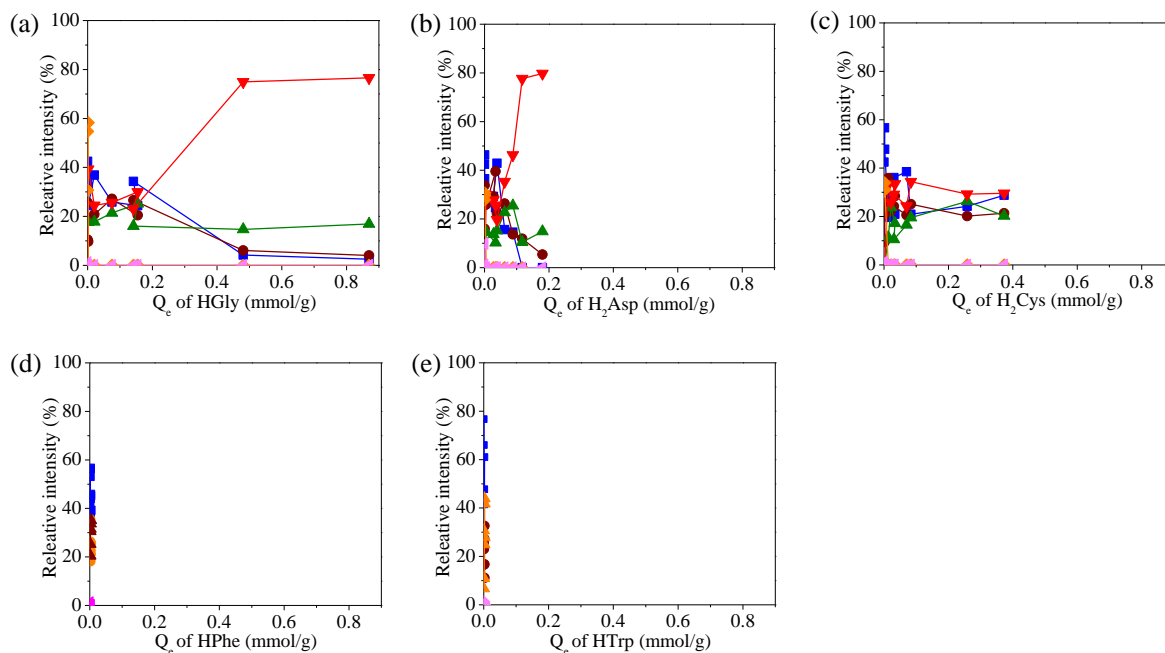 (a)
Releative intensity (%)
100
80
60
40
20
0
0.0 0.2 0.4 0.6 0.8
Qe of HGly (mmol/g)
(b)
Releative intensity (%)
100
80
60
40
20
0
0.0 0.2 0.4 0.6 0.8
Qe of H2Asp (mmol/g)
(c)
Releative intensity (%)
100
80
60
40
20
0
0.0 0.2 0.4 0.6 0.8
Qe of H2Cys (mmol/g)
(d)
Releative intensity (%)
100
80
60
40
20
0
0.0 0.2 0.4 0.6 0.8
Qe of HPhe (mmol/g)
(e)
Releative intensity (%)
100
80
60
40
20
0
0.0 0.2 0.4 0.6 0.8
Qe of HTrp (mmol/g)